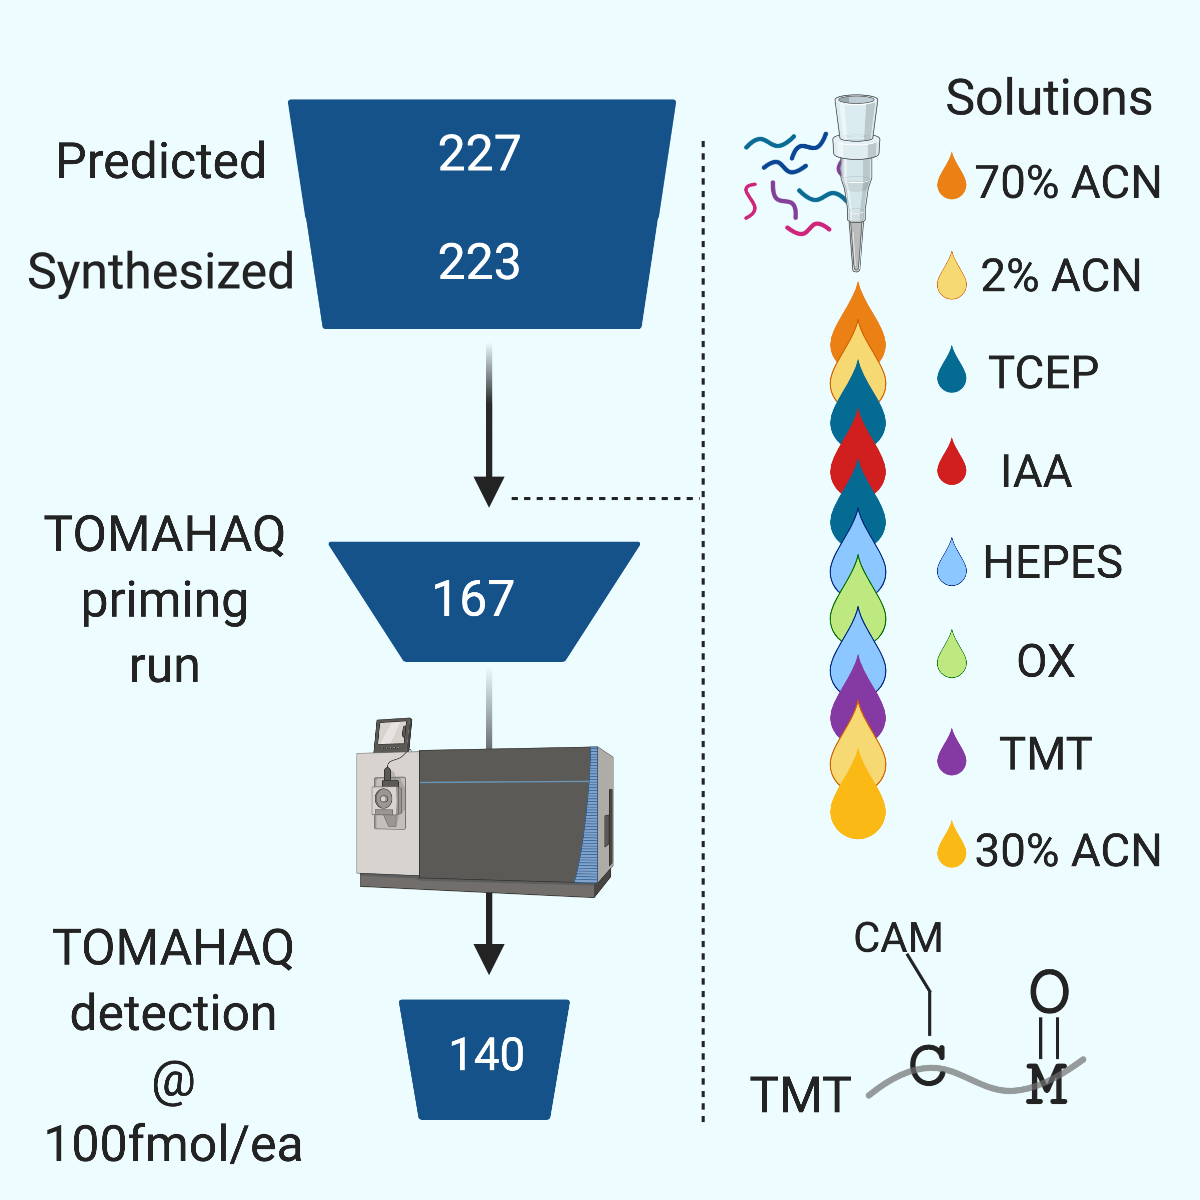 Predicted
227
Synthesized
223
TOMAHAQ
priming
run
167
TOMAHAQ
detection
@
100fmol/ea
140
Solutions
70% ACN
2% ACN
TCEP
IAA
HEPES
OX
TMT
30% ACN
CAM
O
C
M
TMT